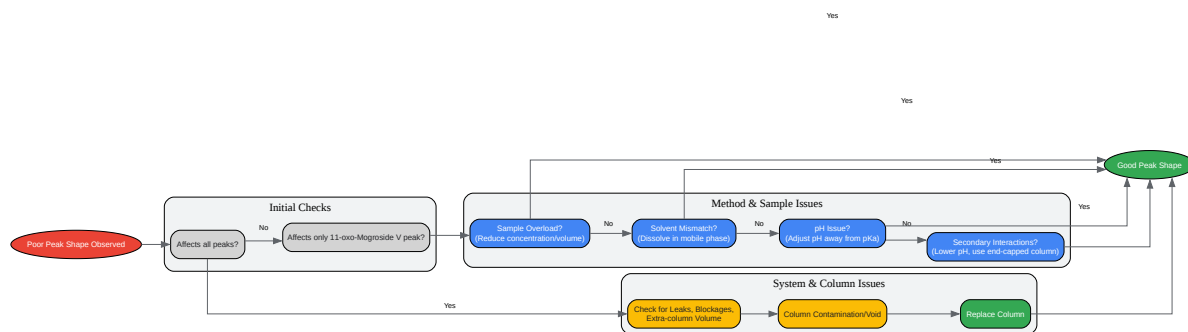 Yes
Yes
Yes
Good Peak Shape
Initial Checks
Method & Sample Issues
Yes
Poor Peak Shape Observed
Affects all peaks?
No
Affects only 11-oxo-Mogroside V peak?
Sample Overload?
(Reduce concentration/volume)
No
Solvent Mismatch?
(Dissolve in mobile phase)
No
pH Issue?
(Adjust pH away from pKa)
No
Secondary Interactions?
(Lower pH, use end-capped column)
System & Column Issues
Yes
Check for Leaks, Blockages,
Extra-column Volume
Column Contamination/Void
Replace Column